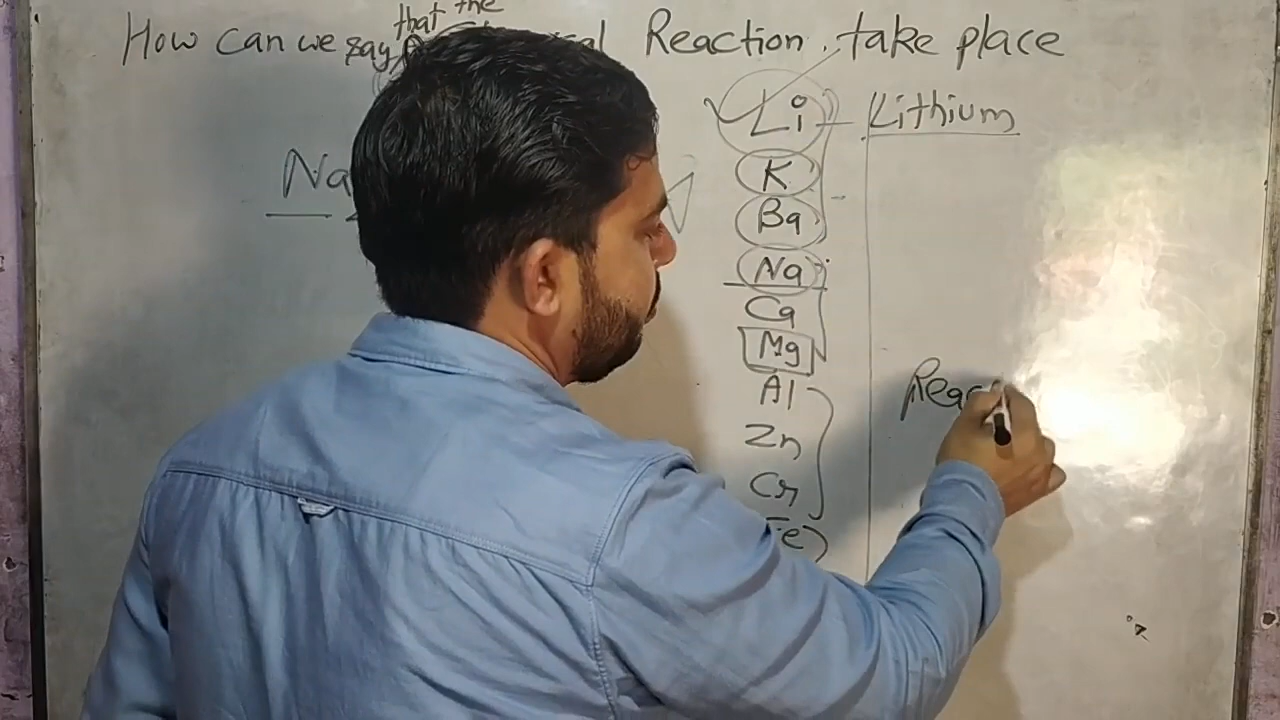 that the
How can we say Reaction take place
Li Lithium
Na
K
Ba
Na
Ca
Mg
Al
Reac
Zn
Cr
Fe